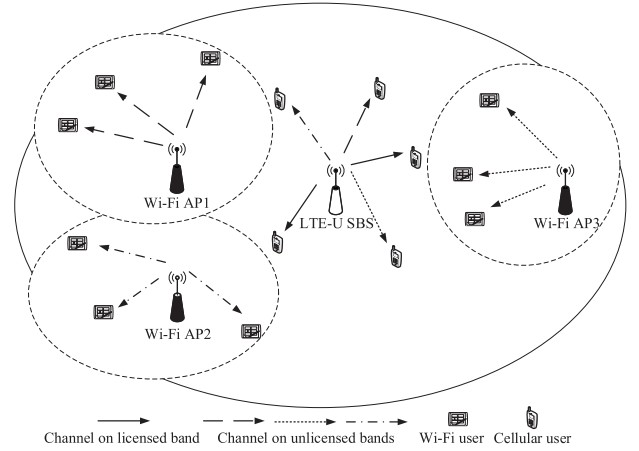 Wi-Fi AP1
LTE-U SBS
Wi-Fi AP3
Wi-Fi AP2
Channel on licensed band
Channel on unlicensed bands
Wi-Fi user
Cellular user